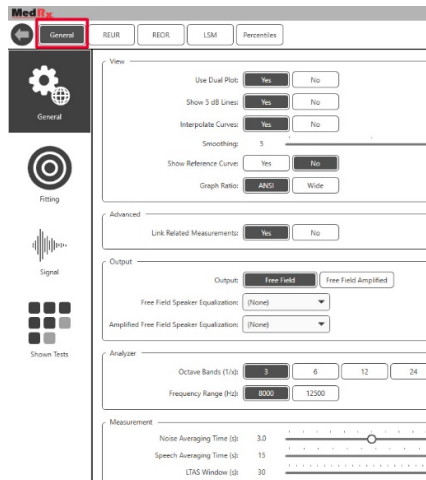 MedRx
General REUR REOR LSM Percentiles
View
Use Dual Plot: Yes No
Show 5 dB Lines: Yes No
General
Interpolate Curves: Yes No
Smoothing: 5
Show Reference Curve: Yes No
Graph Ratio: ANSI Wide
Fitting
Advanced
Link Related Measurements: Yes No
Output
Signal
Output: Free Field Free Field Amplified
Free Field Speaker Equalization: (None)
Amplified Free Field Speaker Equalization: (None)
Shown Tests
Analyzer
Octave Bands (1/x): 3 6 12 24
Frequency Range (Hz): 8000 12500
Measurement
Noise Averaging Time (s): 3.0
Speech Averaging Time (s): 15
LTAS Window (s): 30